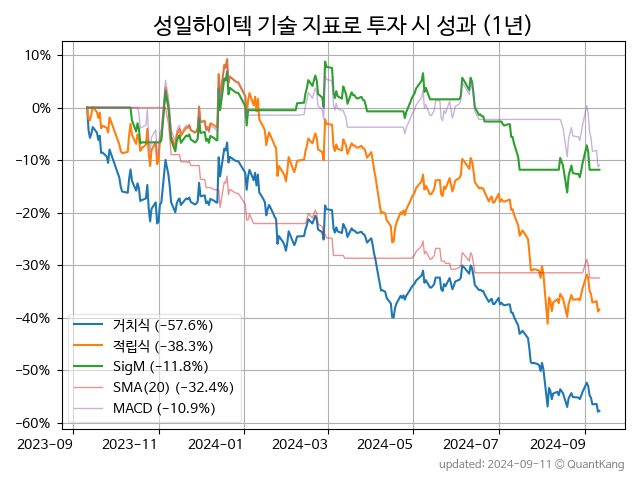 성일하이텍 기술 지표로 투자 시 성과 (1년)
10%
0%
−10%
−20%
−30%
−40%
−50%
−60%
거치식 (−57.6%)
적립식 (−38.3%)
SigM (−11.8%)
SMA(20) (−32.4%)
MACD (−10.9%)
2023-09 2023-11 2024-01 2024-03 2024-05 2024-07 2024-09
updated: 2024-09-11 © QuantKang